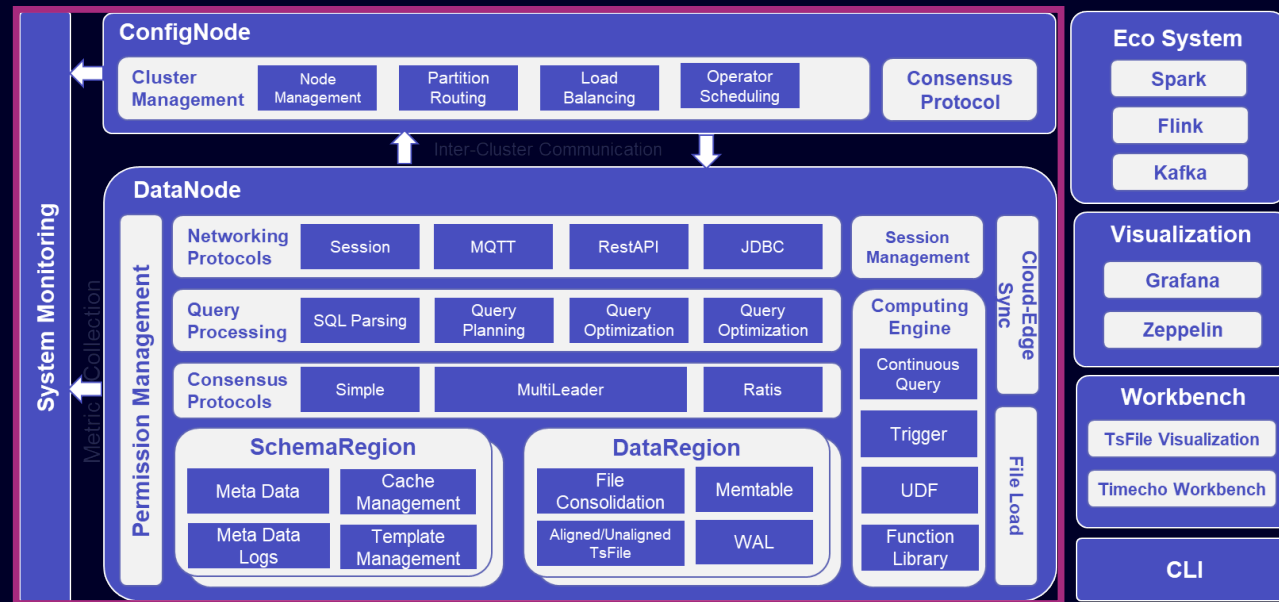 System Monitoring
ConfigNode
Cluster
Management
Node
Management
Partition
Routing
Load
Balancing
Operator
Scheduling
Consensus
Protocol
Inter-Cluster Communication
Metric Collection
DataNode
Permission Management
Networking
Protocols
Session
MQTT
RestAPI
JDBC
Query
Processing
SQL Parsing
Query
Planning
Query
Optimization
Query
Optimization
Consensus
Protocols
Simple
MultiLeader
Ratis
SchemaRegion
Meta Data
Cache
Management
Meta Data
Logs
Template
Management
DataRegion
File
Consolidation
Memtable
Aligned/Unaligned
TsFile
WAL
Session
Management
Computing
Engine
Continuous
Query
Trigger
UDF
Function
Library
Cloud-Edge
Sync
File Load
Eco System
Spark
Flink
Kafka
Visualization
Grafana
Zeppelin
Workbench
TsFile Visualization
Timecho Workbench
CLI